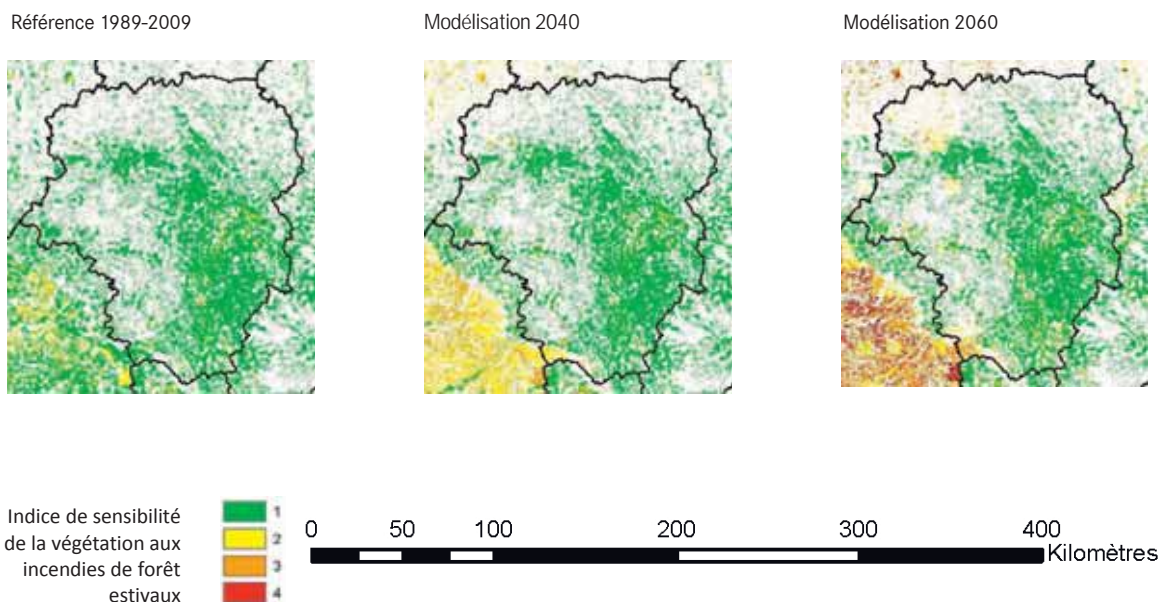 Référence 1989-2009
Modélisation 2040
Modélisation 2060
Indice de sensibilité
de la végétation aux
incendies de forêt
estivaux
1
2
3
4
0 50 100 200 300 400
Kilomètres